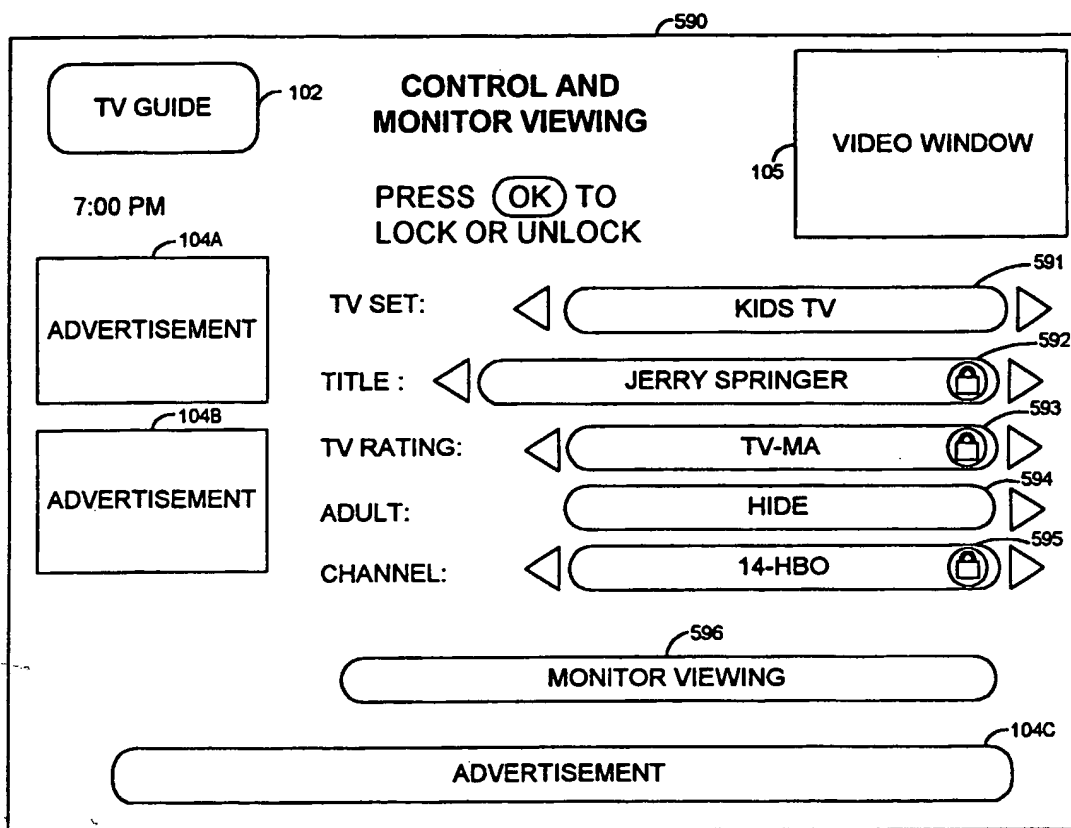 590
TV GUIDE
102
CONTROL AND
MONITOR VIEWING
VIDEO WINDOW
105
7:00 PM
PRESS OK TO
LOCK OR UNLOCK
104A
ADVERTISEMENT
104B
ADVERTISEMENT
591
TV SET: KIDS TV
592
TITLE : JERRY SPRINGER
593
TV RATING: TV-MA
594
ADULT: HIDE
595
CHANNEL: 14-HBO
596
MONITOR VIEWING
104C
ADVERTISEMENT